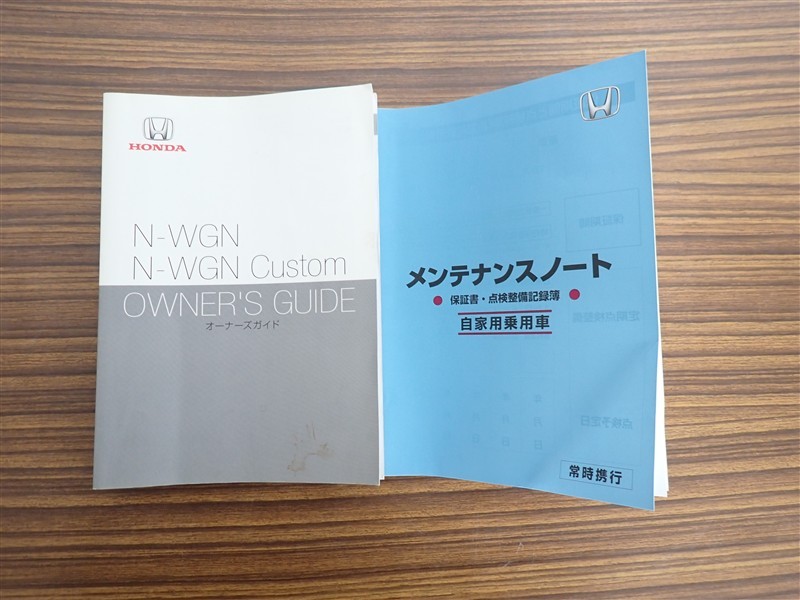 HONDA
N-WGN
N-WGN Custom
OWNER'S GUIDE
オーナーズガイド
メンテナンスノート
保証書・点検整備記録簿
自家用乗用車
常時携行